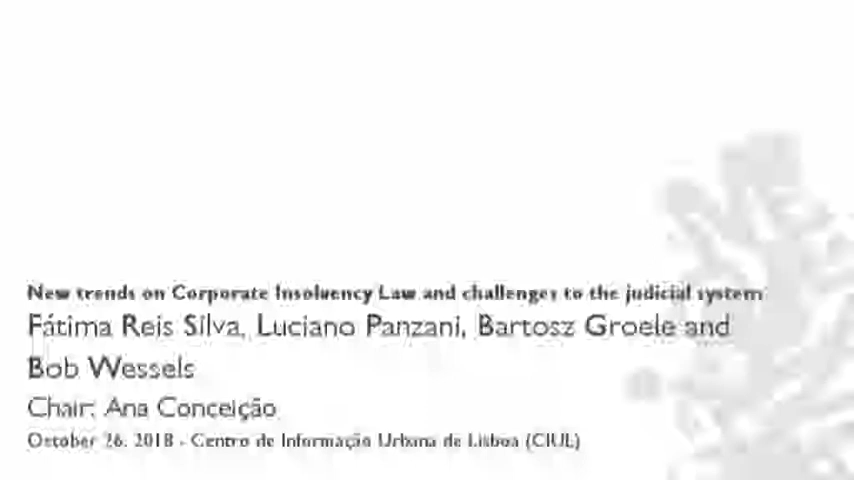 New trends on Corporate Insolvency Law and challenges to the judicial system
Fátima Reis Silva, Luciano Panzani, Bartosz Groele and
Bob Wessels
Chair: Ana Conceição
October 26, 2018 - Centro de Informação Urbana de Lisboa (CIUL)